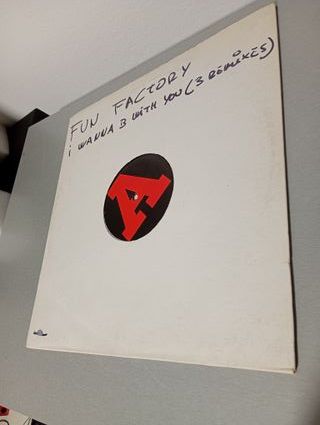 FUN FACTORY
i WANNA B WiTH YOU (3 REMiXES)
A